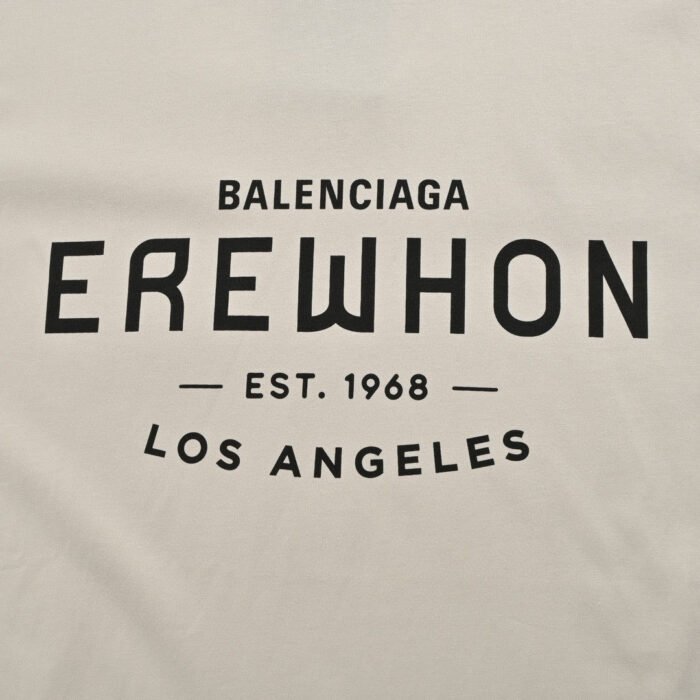 BALENCIAGA
EREWHON
— EST. 1968 —
LOS ANGELES